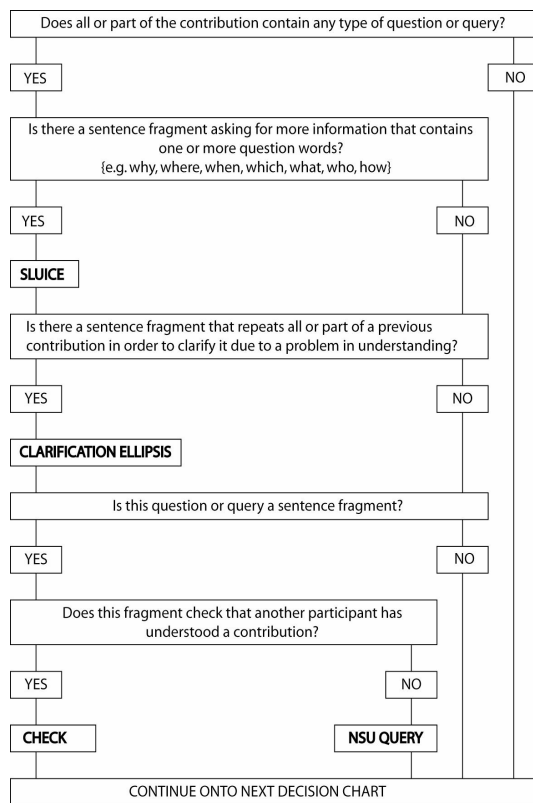 Does all or part of the contribution contain any type of question or query?
YES
NO
Is there a sentence fragment asking for more information that contains
one or more question words?
{e.g. why, where, when, which, what, who, how}
YES
NO
SLUICE
Is there a sentence fragment that repeats all or part of a previous
contribution in order to clarify it due to a problem in understanding?
YES
NO
CLARIFICATION ELLIPSIS
Is this question or query a sentence fragment?
YES
NO
Does this fragment check that another participant has
understood a contribution?
YES
NO
CHECK
NSU QUERY
CONTINUE ONTO NEXT DECISION CHART